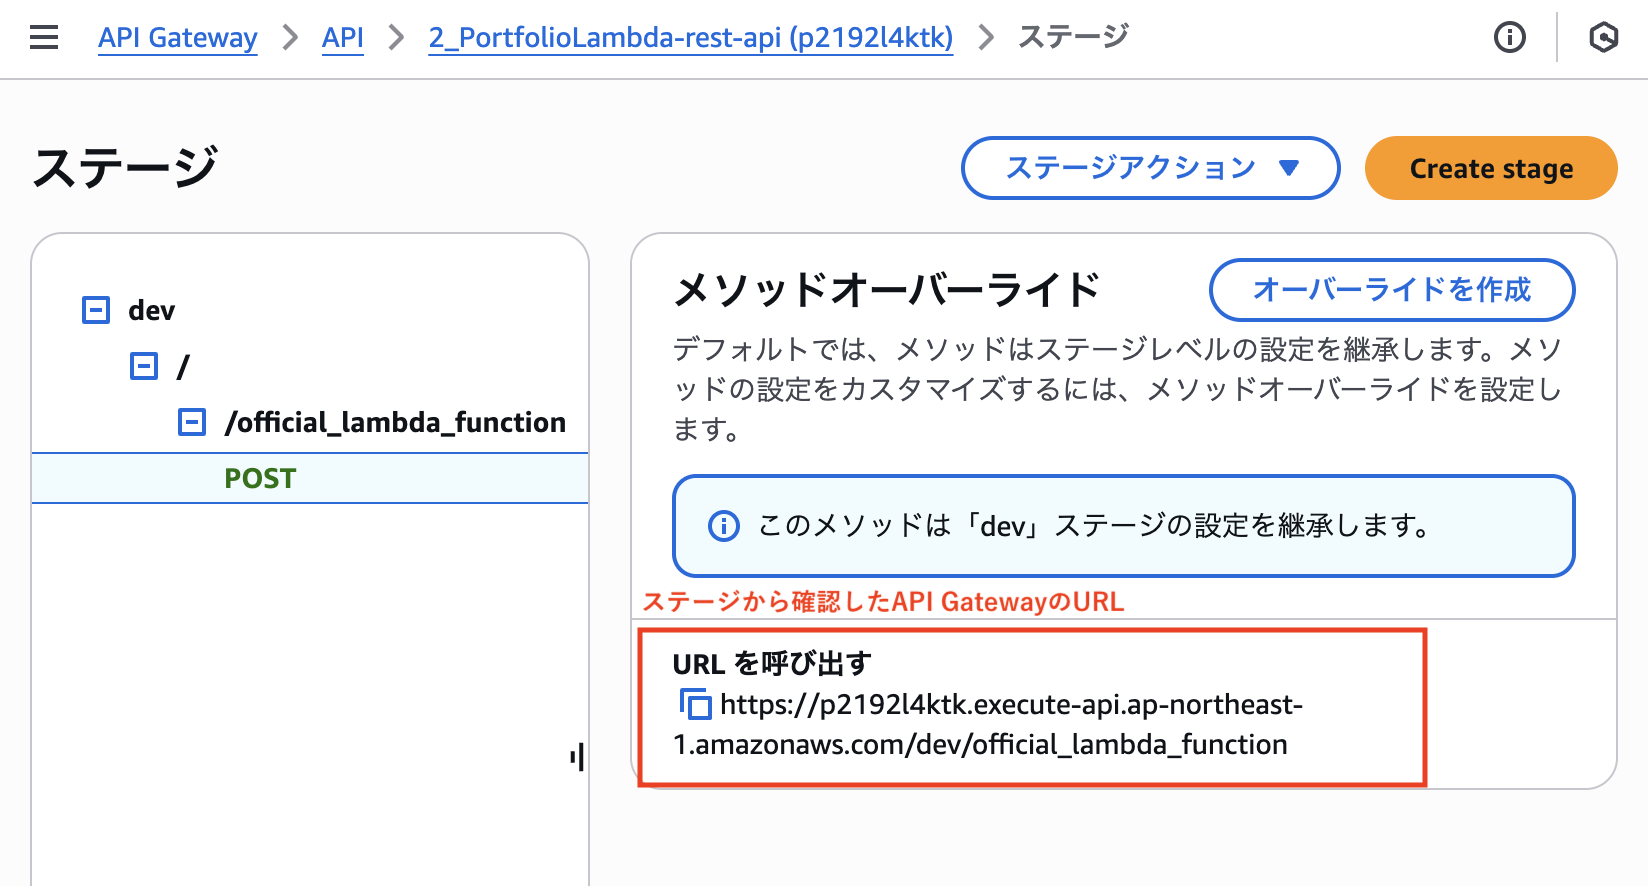 API Gateway > API > 2_PortfolioLambda-rest-api (p2192l4ktk) > ステージ
ステージ
ステージアクション ▼
Create stage
dev
/
/official_lambda_function
POST
メソッドオーバーライド
オーバーライドを作成
デフォルトでは、メソッドはステージレベルの設定を継承します。メソ
ッドの設定をカスタマイズするには、メソッドオーバーライドを設定し
ます。
このメソッドは「dev」ステージの設定を継承します。
ステージから確認したAPI GatewayのURL
URL を呼び出す
https://p2192l4ktk.execute-api.ap-northeast-
1.amazonaws.com/dev/official_lambda_function